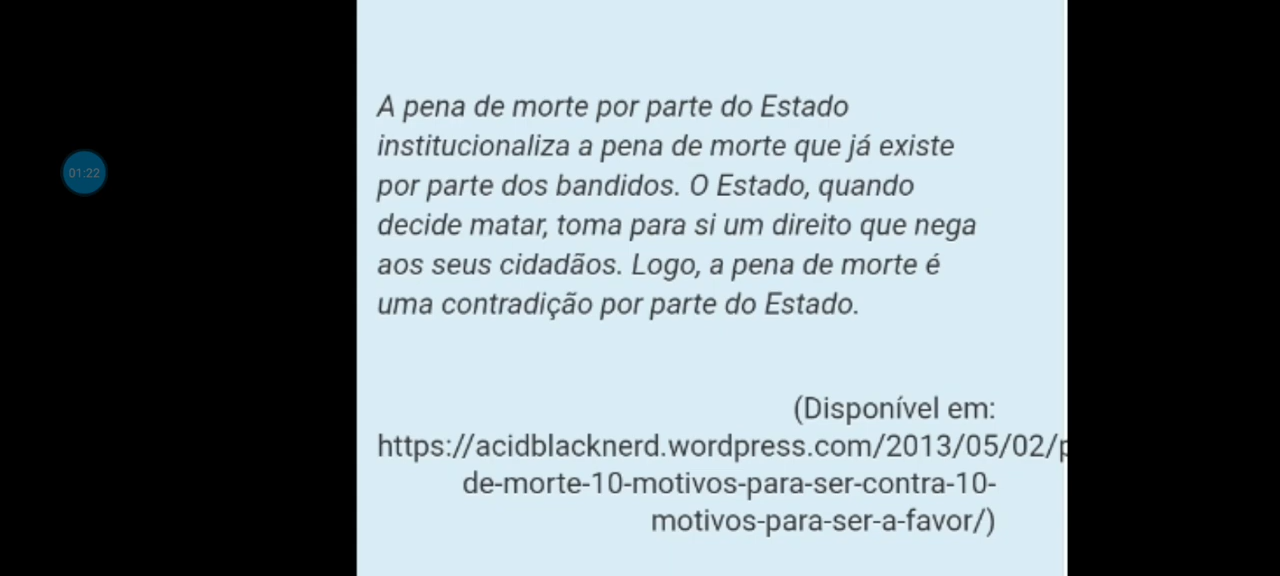 01:22
A pena de morte por parte do Estado
institucionaliza a pena de morte que já existe
por parte dos bandidos. O Estado, quando
decide matar, toma para si um direito que nega
aos seus cidadãos. Logo, a pena de morte é
uma contradição por parte do Estado.
(Disponível em:
https://acidblacknerd.wordpress.com/2013/05/02/p
de-morte-10-motivos-para-ser-contra-10-
motivos-para-ser-a-favor/)